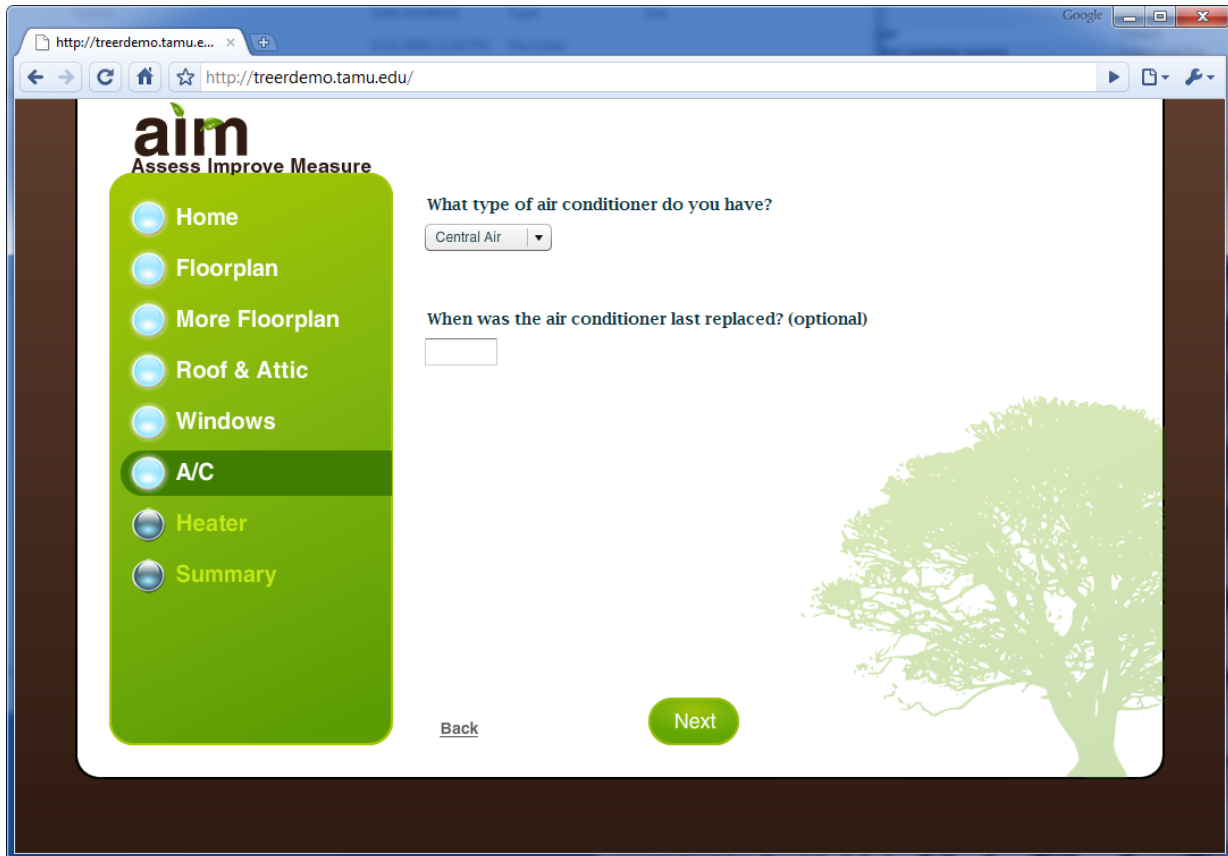 Google
http://treerdemo.tamu.e...
http://treerdemo.tamu.edu/
aim
Assess Improve Measure
Home
Floorplan
More Floorplan
Roof & Attic
Windows
A/C
Heater
Summary
What type of air conditioner do you have?
Central Air
When was the air conditioner last replaced? (optional)
Back
Next